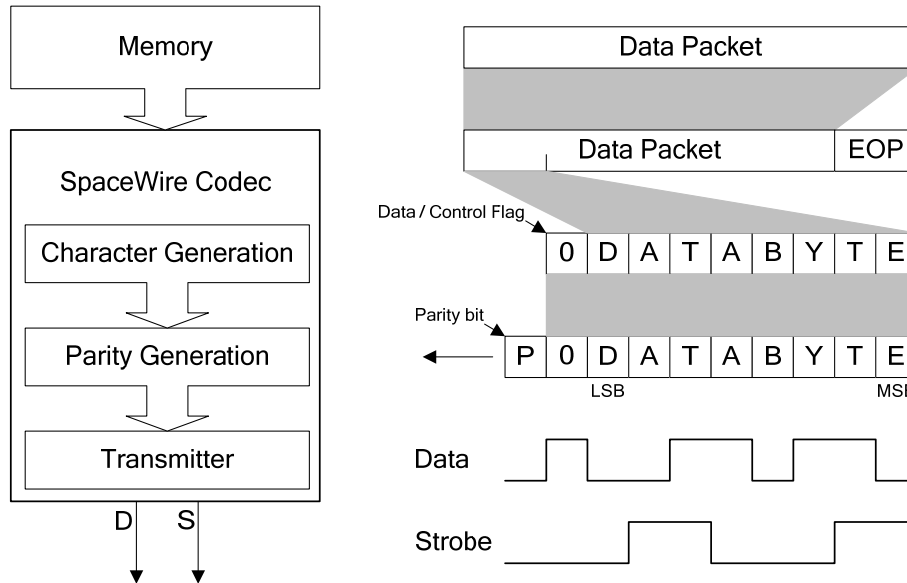 Memory
SpaceWire Codec
Character Generation
Parity Generation
Transmitter
D S
Data Packet
Data Packet EOP
Data / Control Flag
0 D A T A B Y T E
Parity bit
P 0 D A T A B Y T E
LSB MSB
Data
Strobe